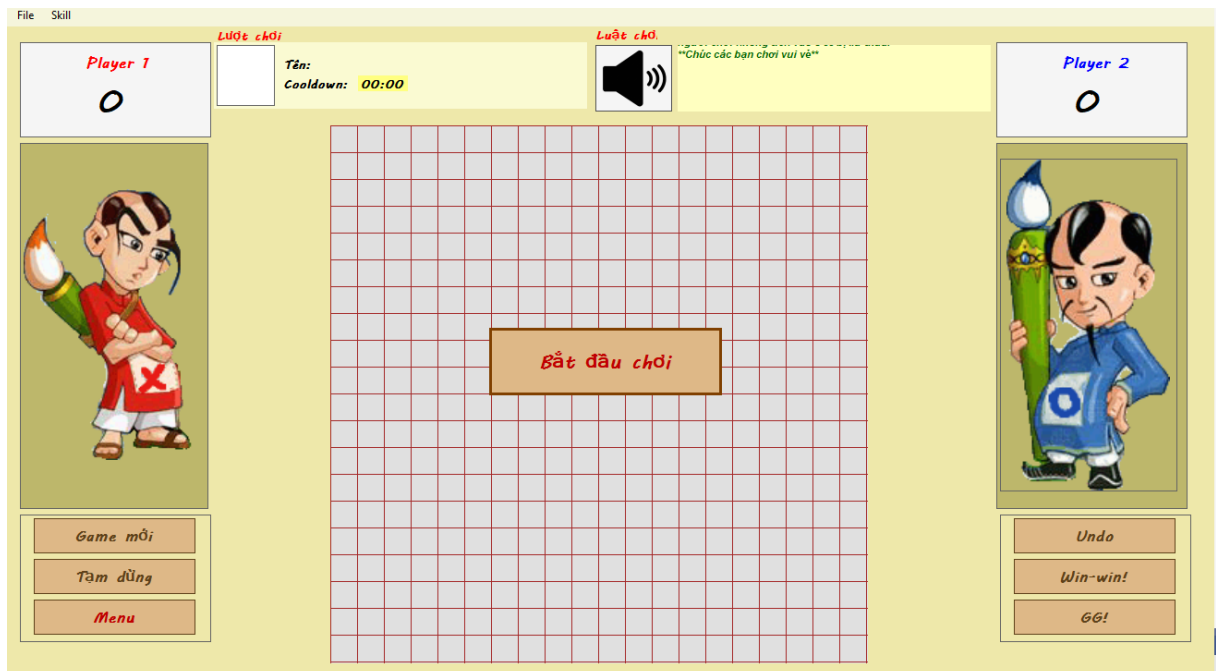 File Skill
Lượt chơi
Luật chơ
Player 1
0
Tên:
Cooldown: 00:00
**Chúc các bạn chơi vui vẻ**
Player 2
0
X
O
Bắt đầu chơi
Game mới
Tạm dừng
Menu
Undo
Win-win!
GG!